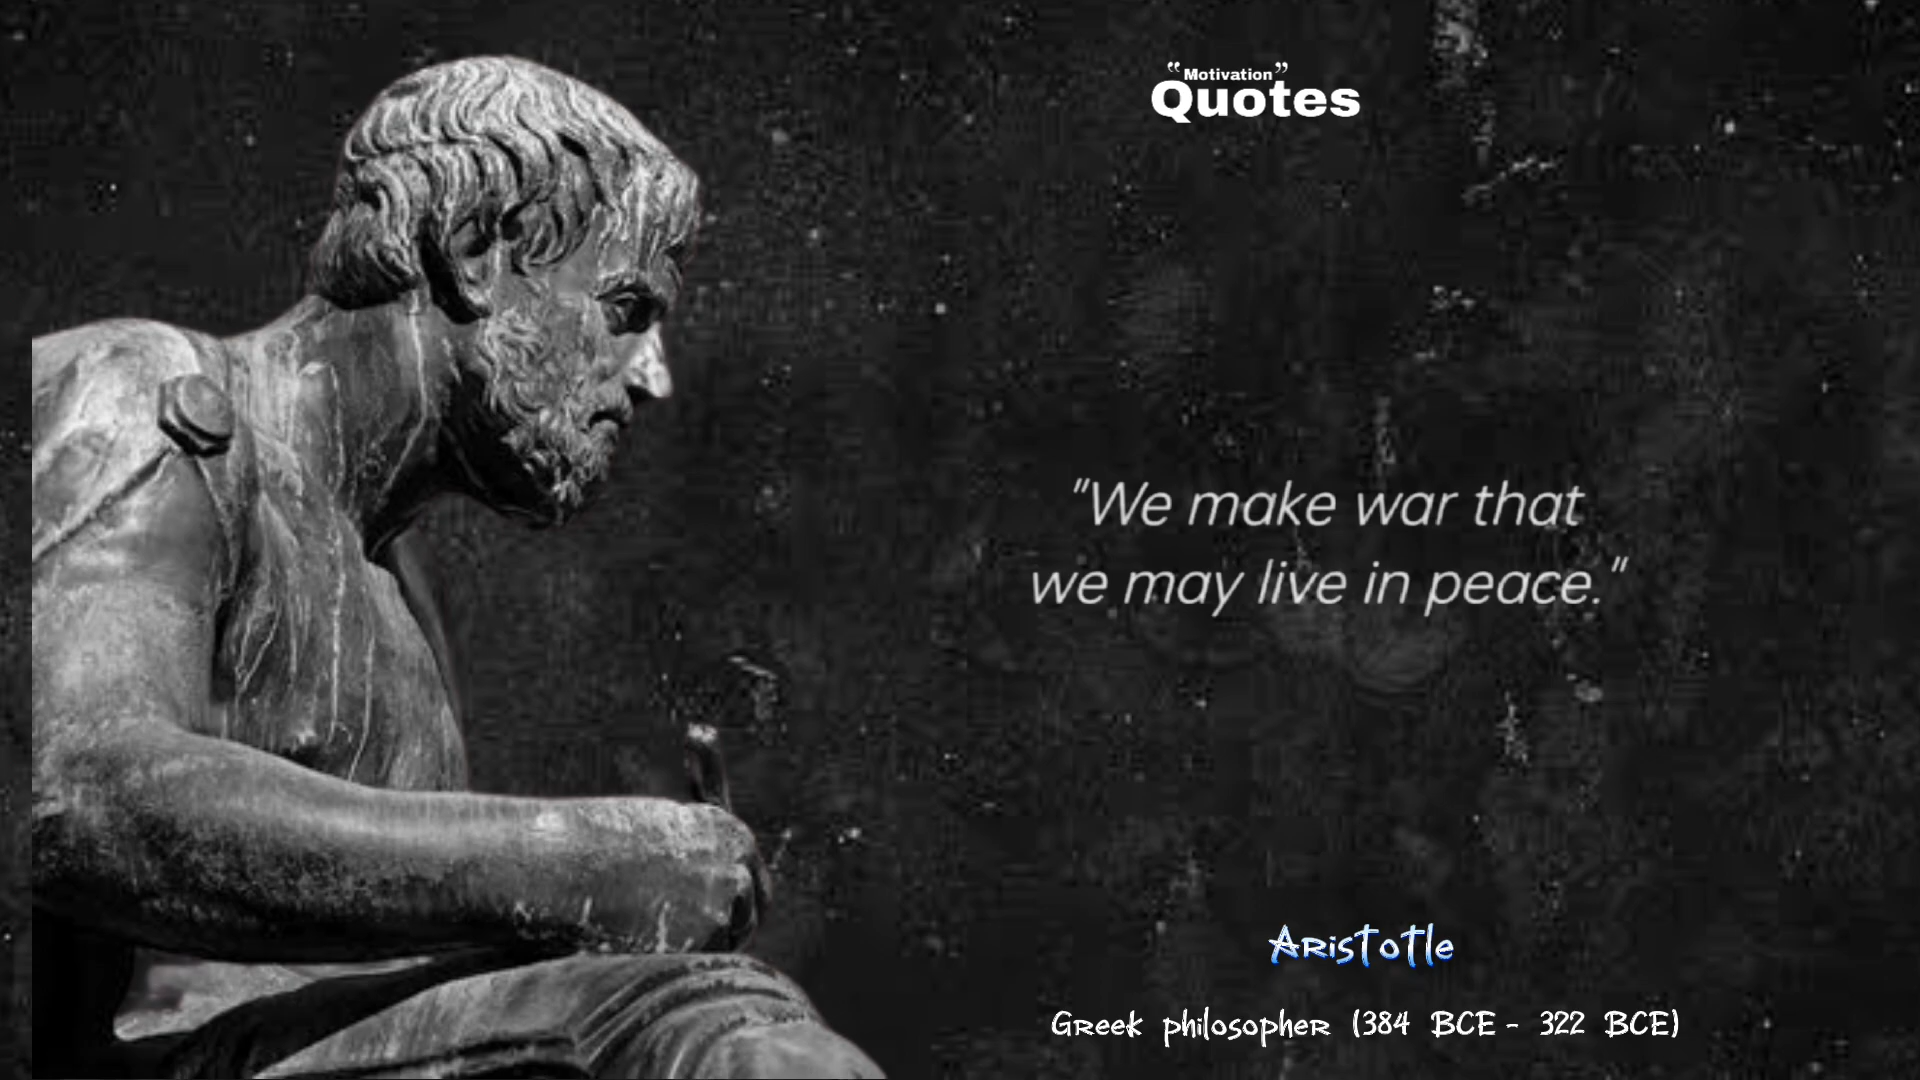 “Motivation”
Quotes
"We make war that
we may live in peace."
Aristotle
Greek philosopher (384 BCE - 322 BCE)